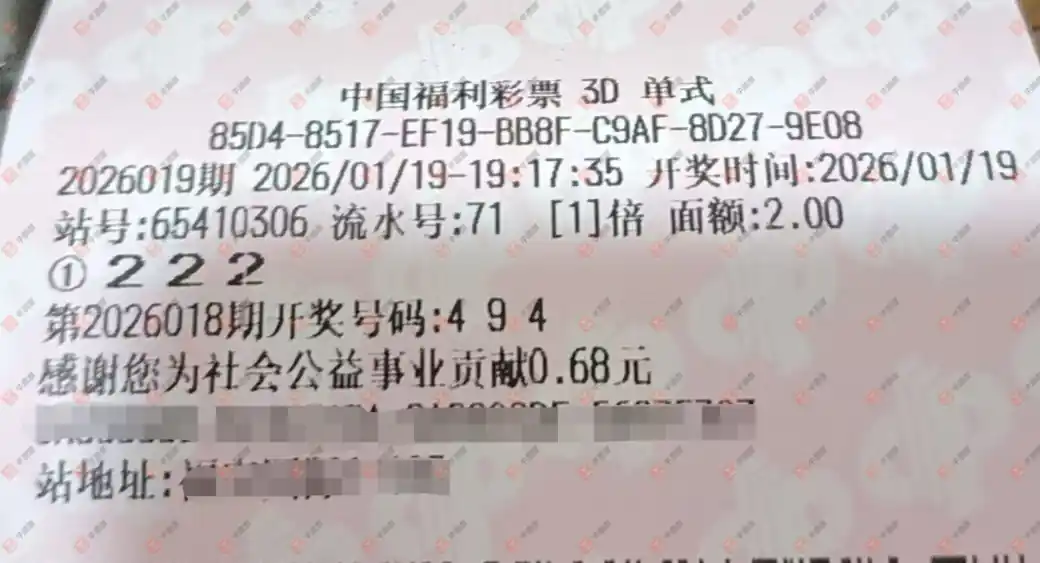 中国福利彩票 3D 单式
85D4-8517-EF19-BB8F-C9AF-8D27-9E08
2026019期 2026/01/19-19:17:35 开奖时间:2026/01/19
站号:65410306 流水号:71 [1]倍 面额:2.00
① 2 2 2
第2026018期开奖号码:4 9 4
感谢您为社会公益事业贡献0.68元
站地址: